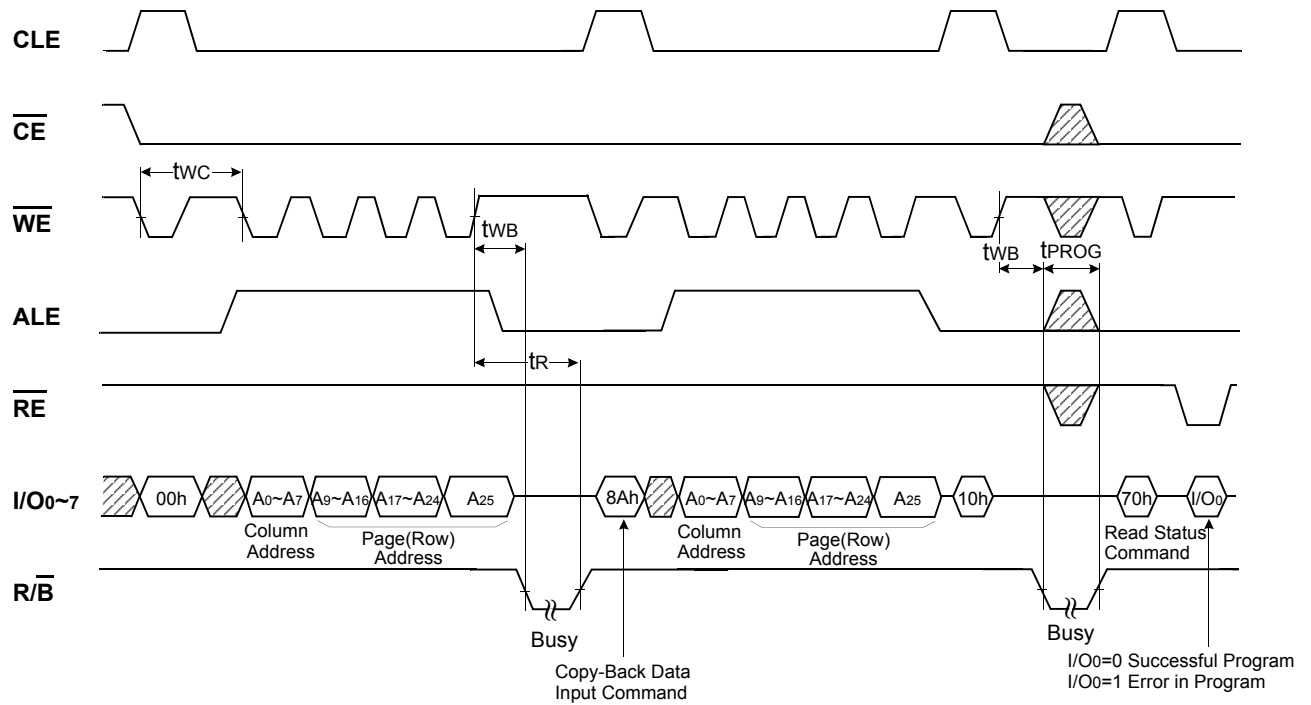 CLE
CE
tWC
WE
tWB
tWB
tPROG
ALE
tR
RE
I/O0~7
00h
A0~A7
A9~A16
A17~A24
A25
8Ah
A0~A7
A9~A16
A17~A24
A25
10h
70h
I/O0
Column
Address
Page(Row)
Address
Column
Address
Page(Row)
Address
Read Status
Command
R/B
Busy
Busy
Copy-Back Data
Input Command
I/O0=0 Successful Program
I/O0=1 Error in Program